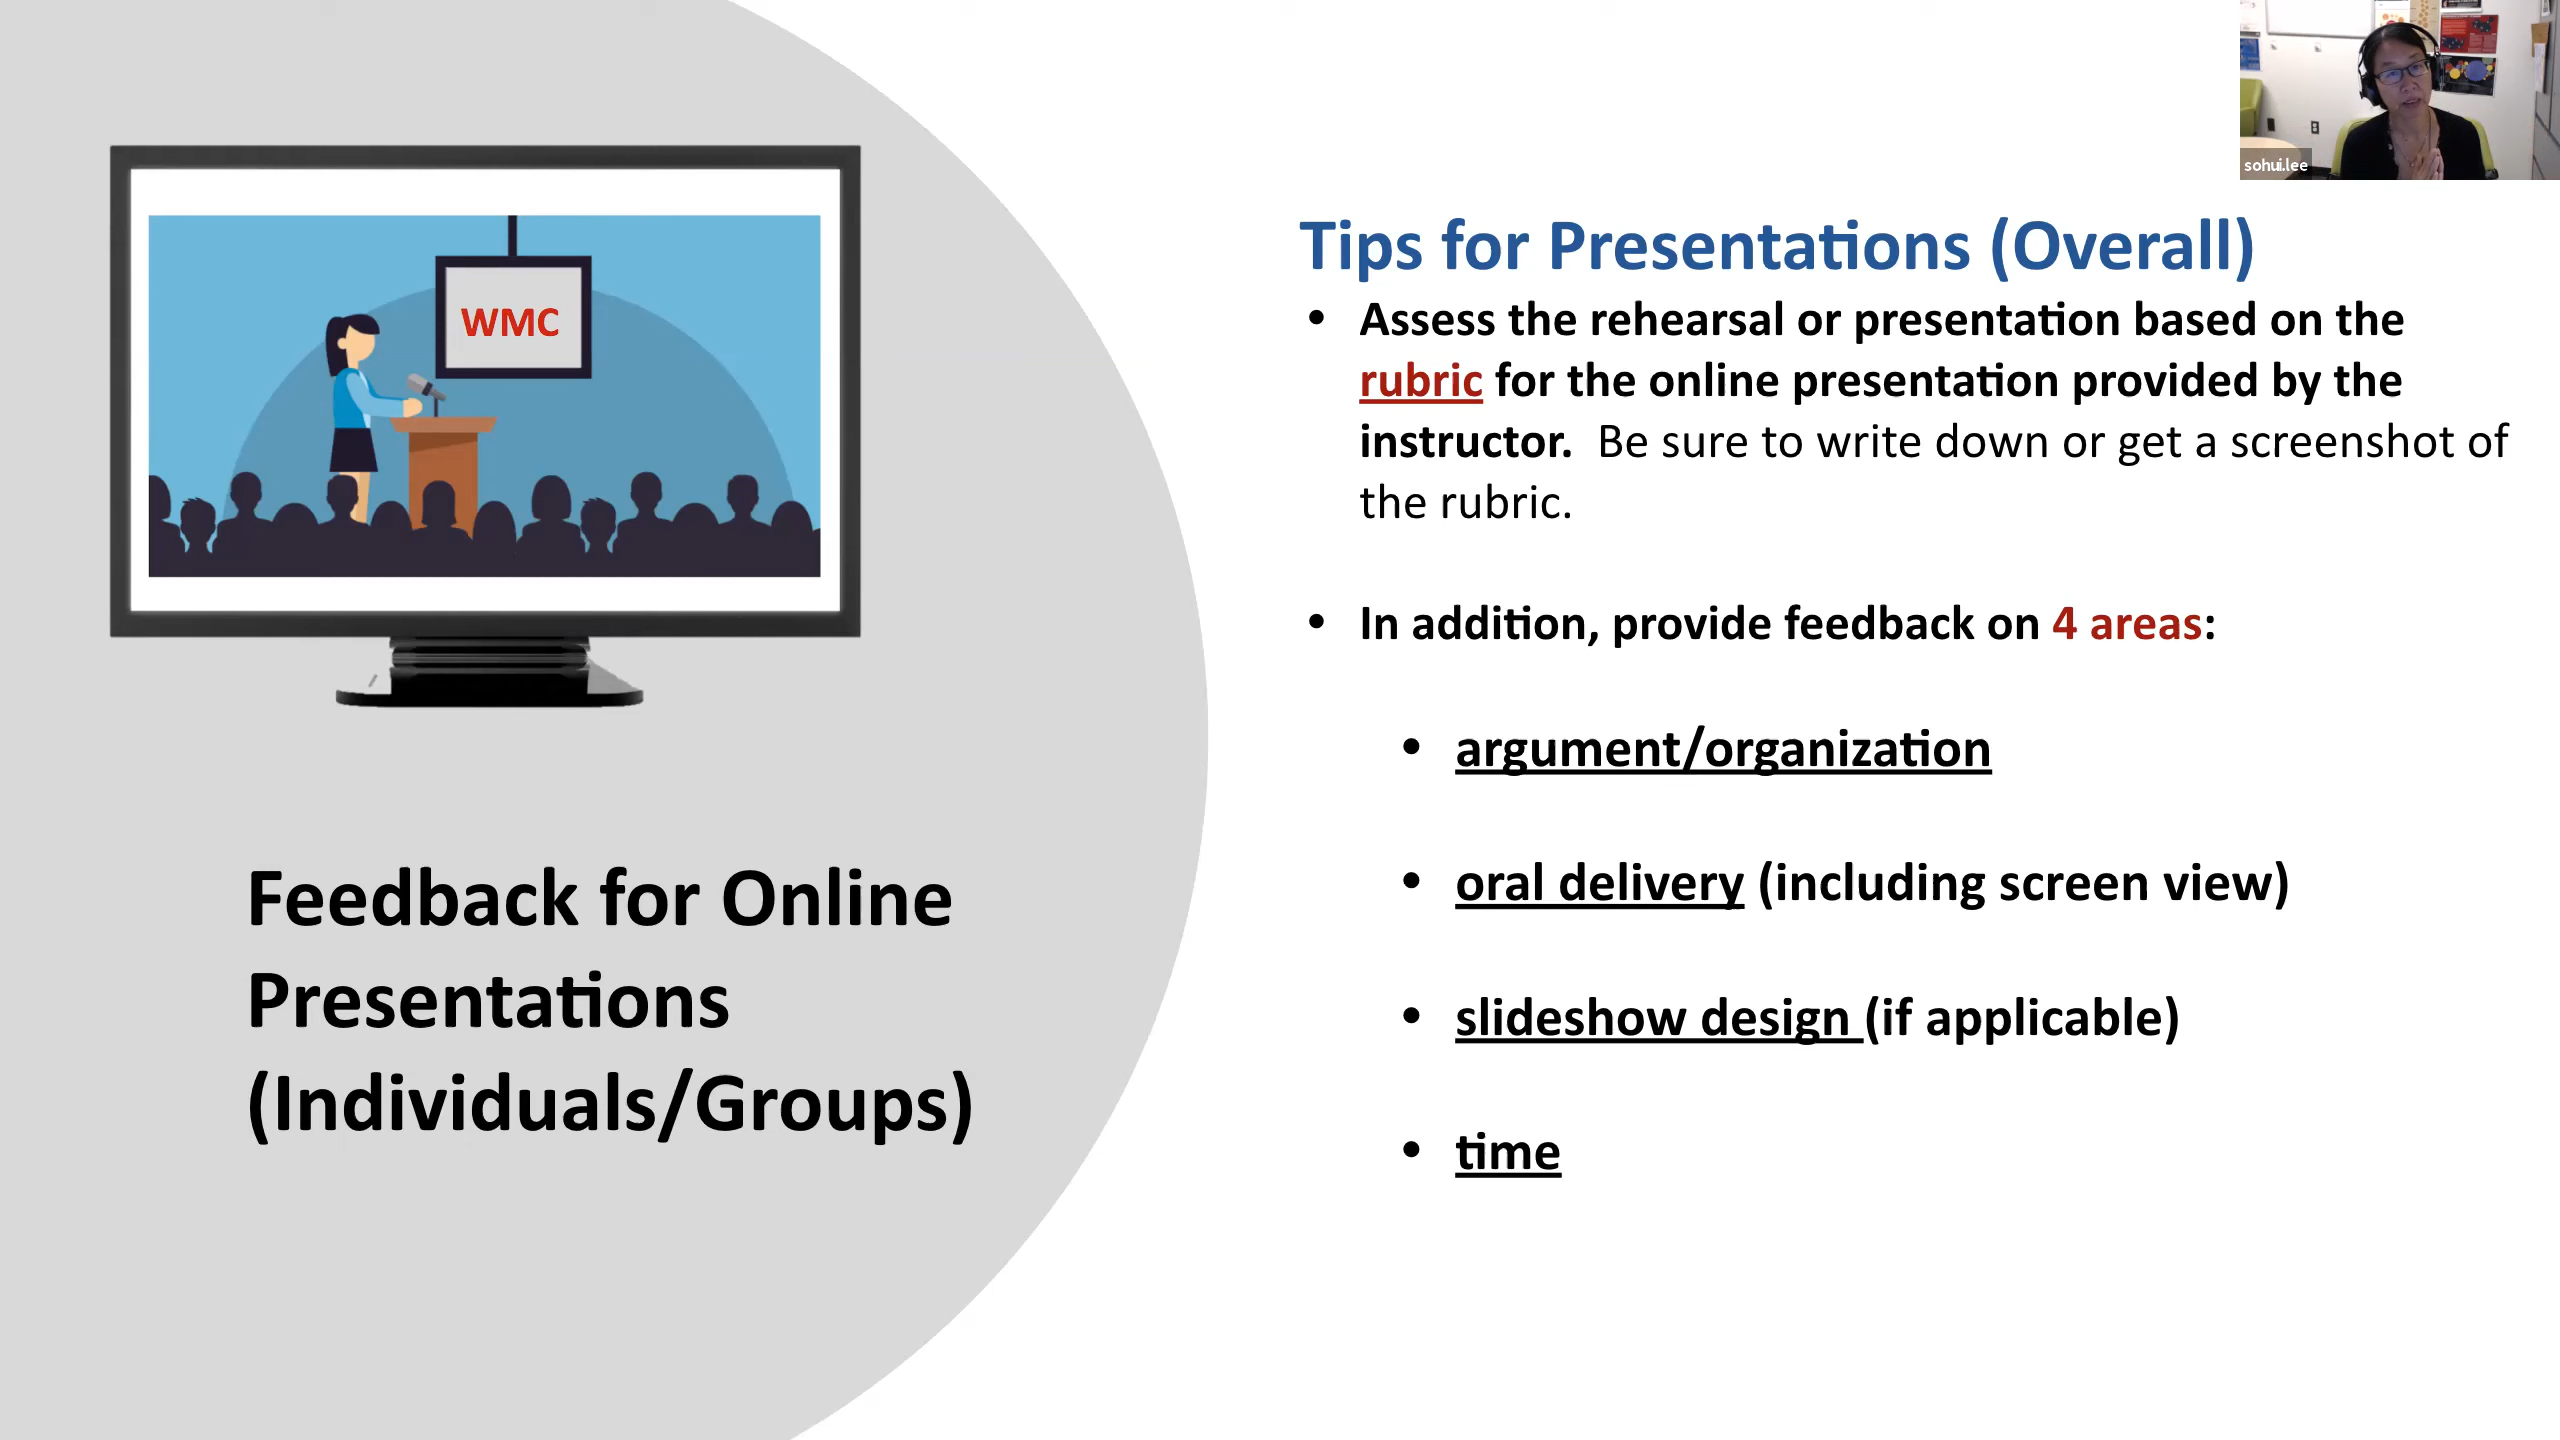 sohui.lee
WMC
Feedback for Online
Presentations
(Individuals/Groups)
Tips for Presentations (Overall)
• Assess the rehearsal or presentation based on the
rubric for the online presentation provided by the
instructor.  Be sure to write down or get a screenshot of
the rubric.
• In addition, provide feedback on 4 areas:
• argument/organization
• oral delivery (including screen view)
• slideshow design (if applicable)
• time